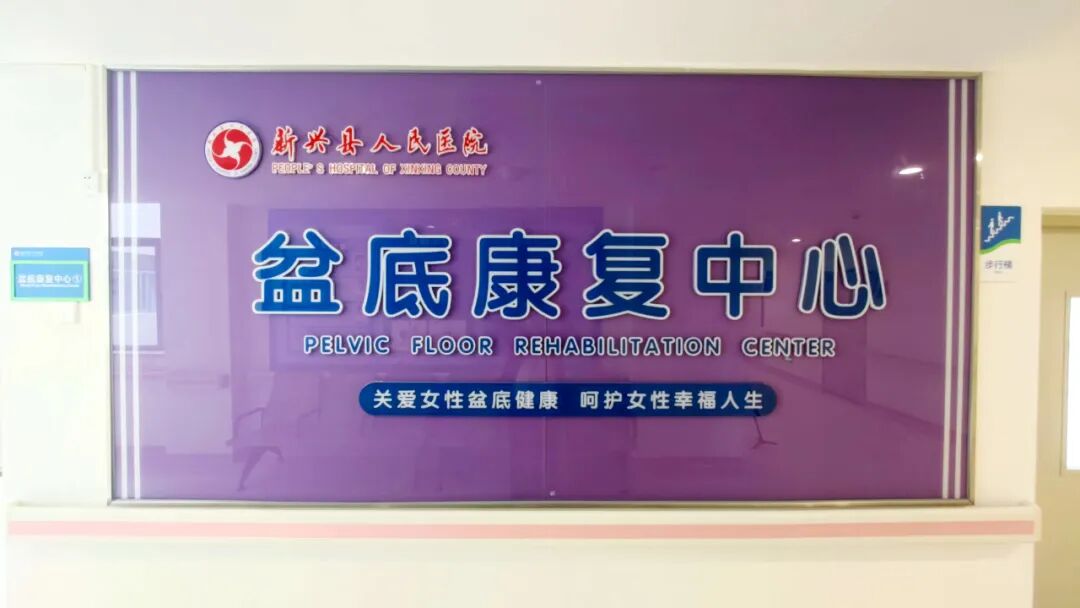 新兴县人民医院
PEOPLE'S HOSPITAL OF XINXING COUNTY
盆底康复中心
PELVIC FLOOR REHABILITATION CENTER
关爱女性盆底健康 呵护女性幸福人生
盆底康复中心①
步行梯